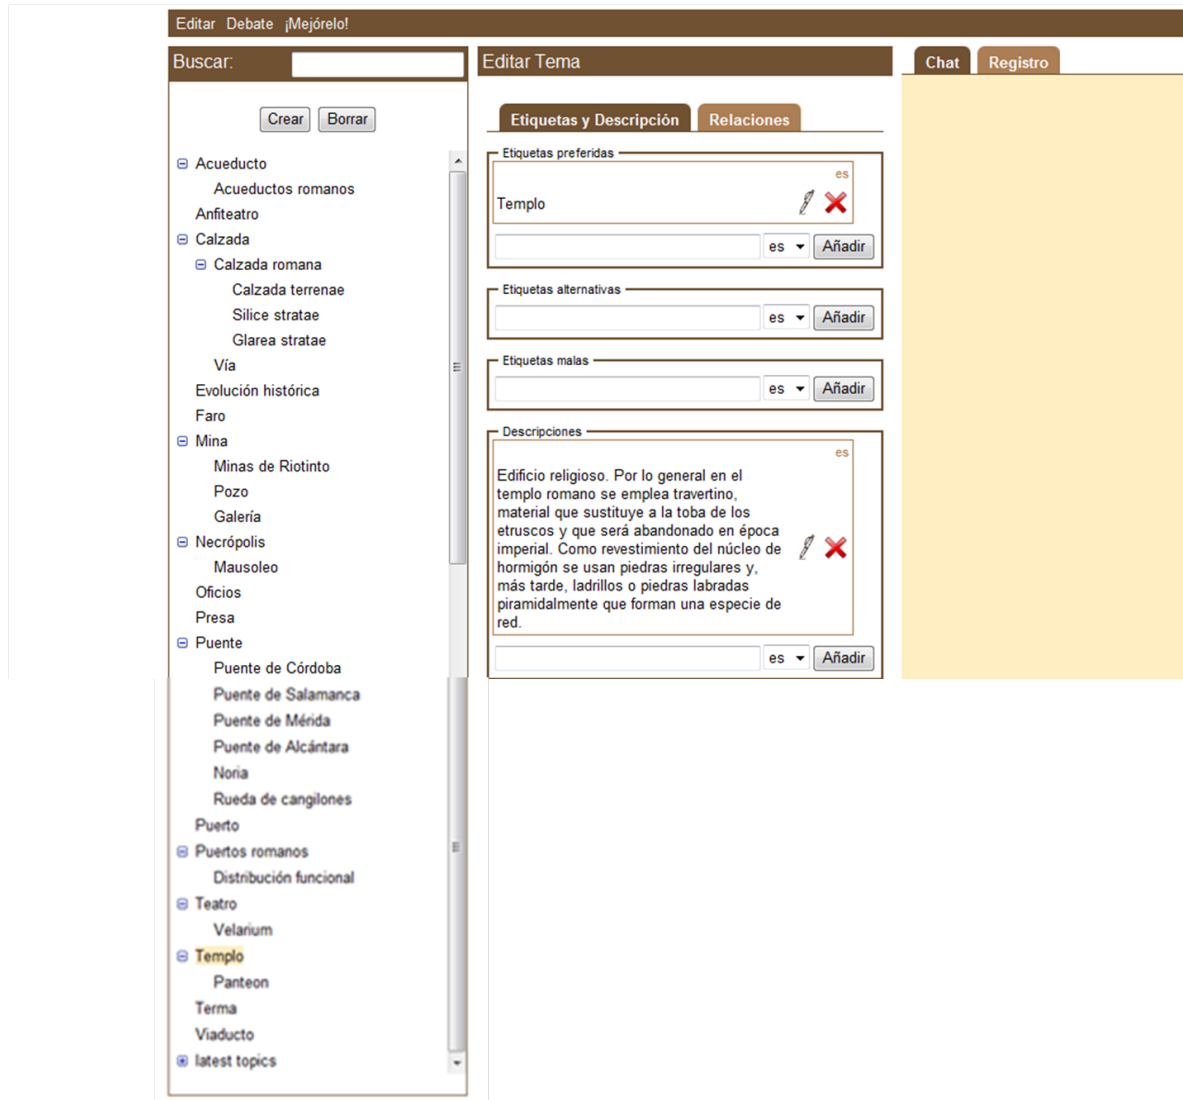 Editar Debate ¡Mejórelo!
Buscar:
Crear Borrar
Acueducto
Acueductos romanos
Anfiteatro
Calzada
Calzada romana
Calzada terrenae
Silice stratae
Glarea stratae
Vía
Evolución histórica
Faro
Mina
Minas de Riotinto
Pozo
Galería
Necrópolis
Mausoleo
Oficios
Presa
Puente
Puente de Córdoba
Puente de Salamanca
Puente de Mérida
Puente de Alcántara
Noria
Rueda de cangilones
Puerto
Puertos romanos
Distribución funcional
Teatro
Velarium
Templo
Panteon
Terma
Viaducto
latest topics
Editar Tema
Etiquetas y Descripción Relaciones
Etiquetas preferidas
es
Templo
es Añadir
Etiquetas alternativas
es Añadir
Etiquetas malas
es Añadir
Descripciones
es
Edificio religioso. Por lo general en el
templo romano se emplea travertino,
material que sustituye a la toba de los
etruscos y que será abandonado en época
imperial. Como revestimiento del núcleo de
hormigón se usan piedras irregulares y,
más tarde, ladrillos o piedras labradas
piramidalmente que forman una especie de
red.
es Añadir
Chat Registro